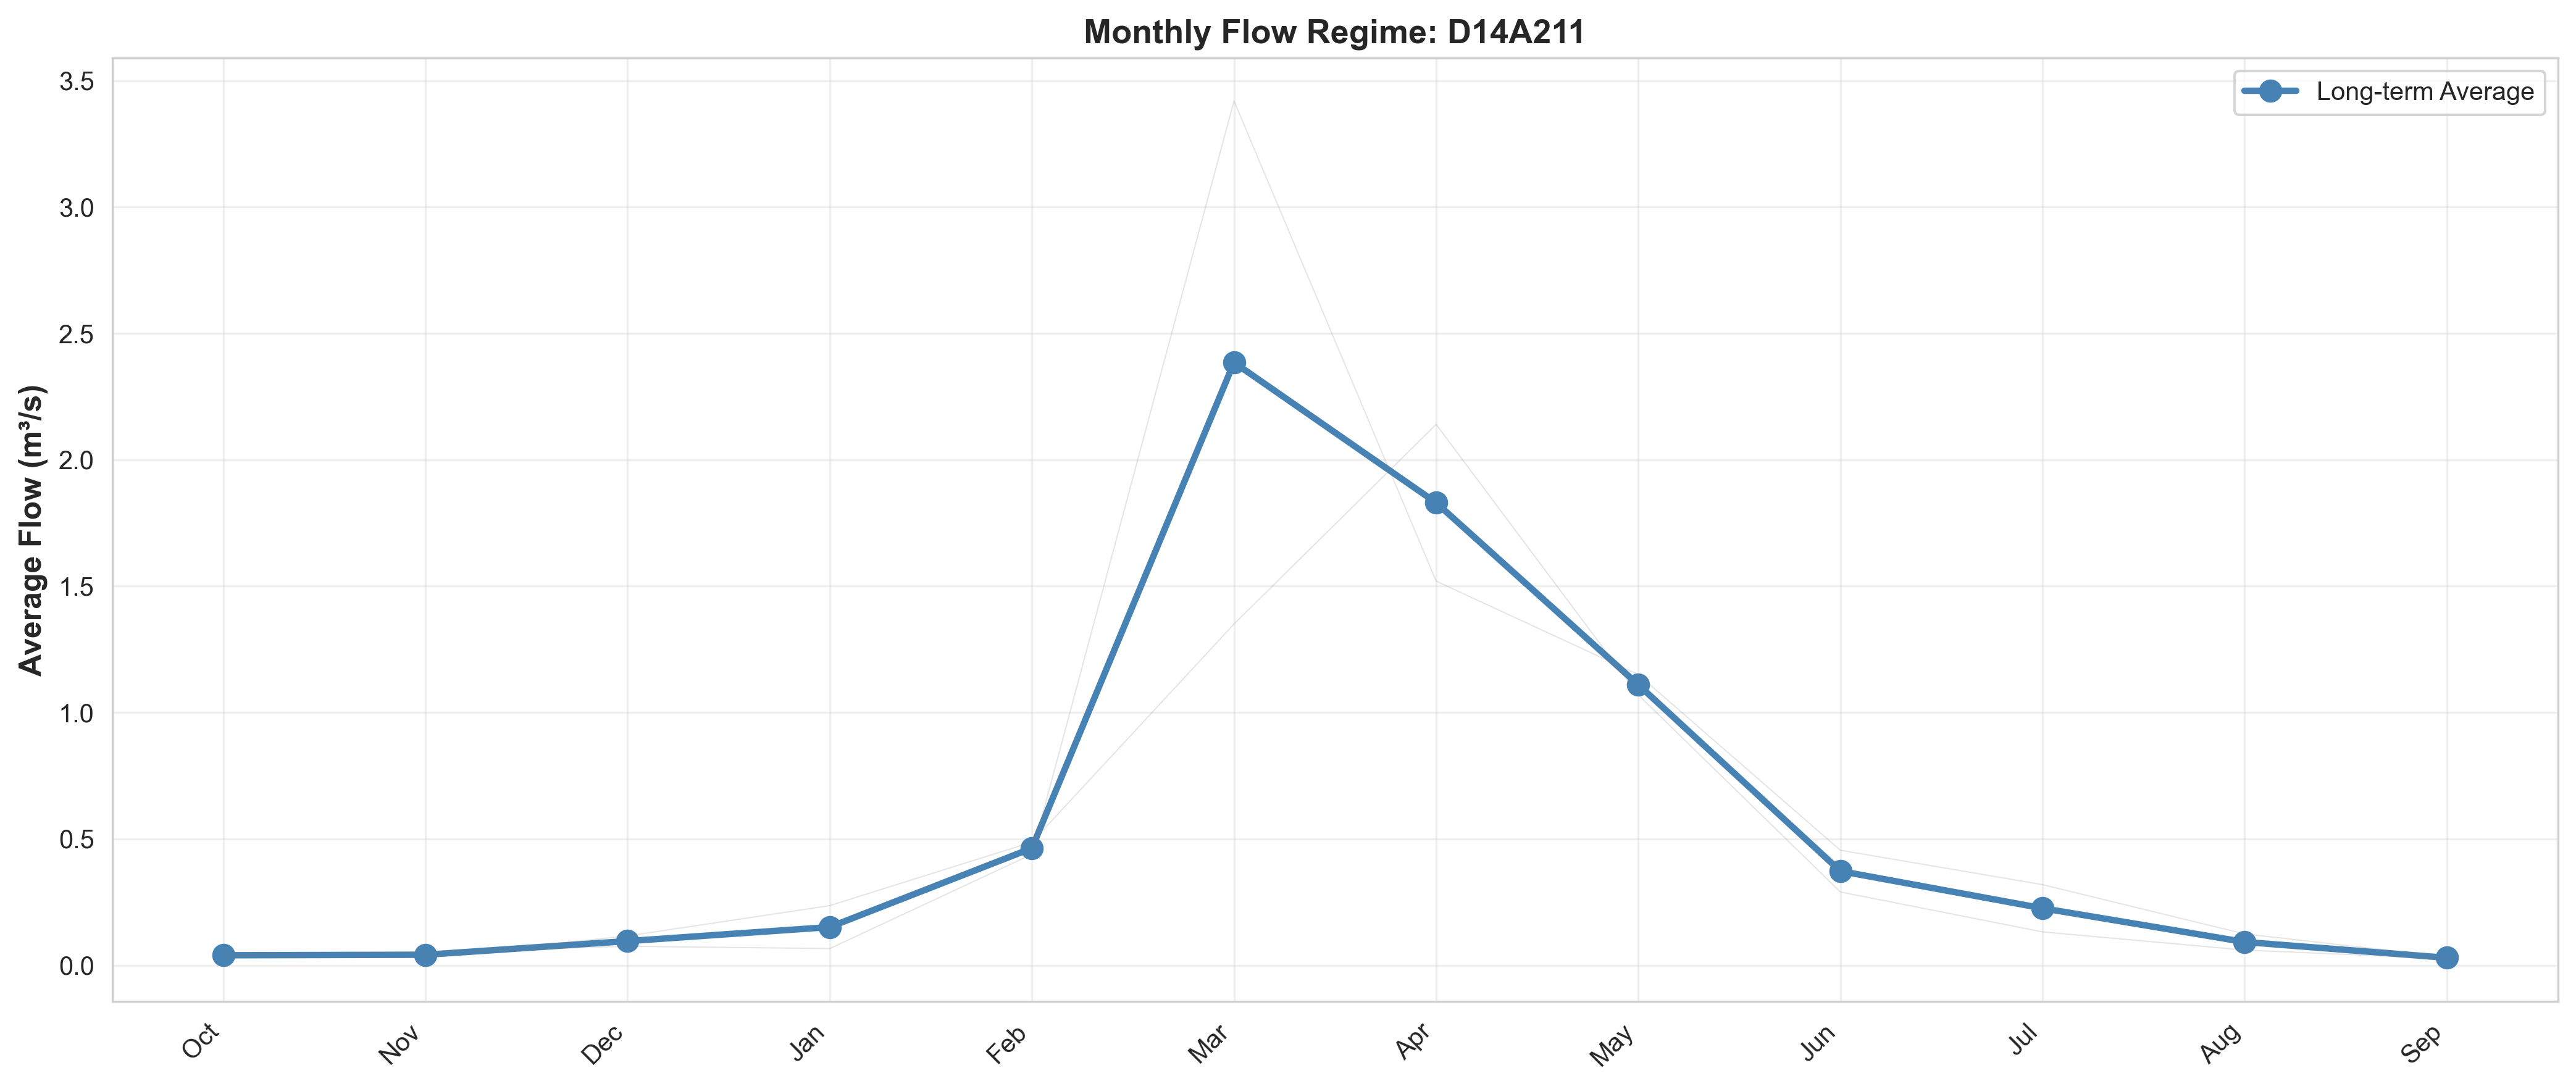 Monthly Flow Regime: D14A211
Long-term Average
Average Flow (m³/s)
3.5
3.0
2.5
2.0
1.5
1.0
0.5
0.0
Oct
Nov
Dec
Jan
Feb
Mar
Apr
May
Jun
Jul
Aug
Sep